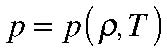 p = p(ρ, T)